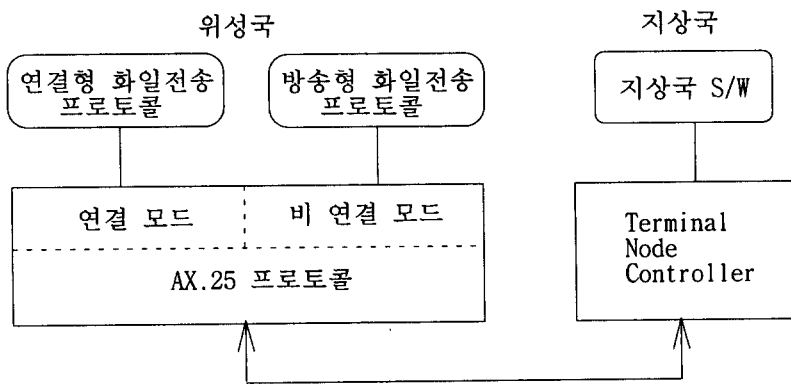 위성국
지상국
연결형 화일전송
프로토콜
방송형 화일전송
프로토콜
지상국 S/W
연결 모드
비 연결 모드
AX.25 프로토콜
Terminal
Node
Controller